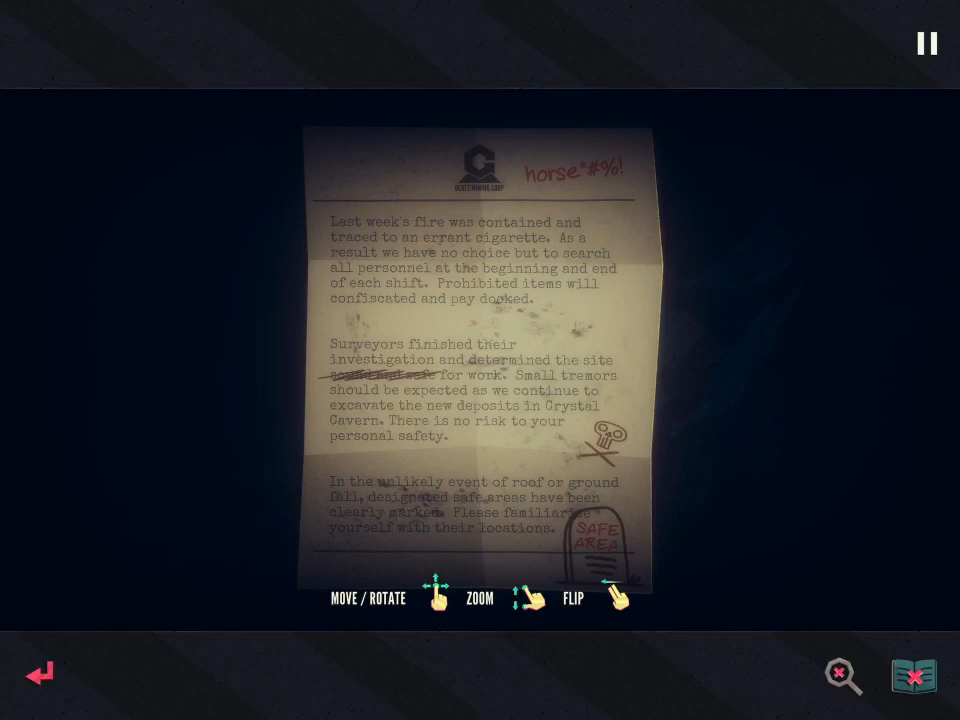 horse*#%!
Last week's fire was contained and
traced to an errant cigarette. As a
result we have no choice but to search
all personnel at the beginning and end
of each shift. Prohibited items will
confiscated and pay docked.
Surveyors finished their
investigation and determined the site
sound and safe for work. Small tremors
should be expected as we continue to
excavate the new deposits in Crystal
Cavern. There is no risk to your
personal safety.
In the unlikely event of roof or ground
fall, designated safe areas have been
clearly marked. Please familiarise
yourself with their locations.
SAFE
AREA
MOVE / ROTATE ZOOM FLIP